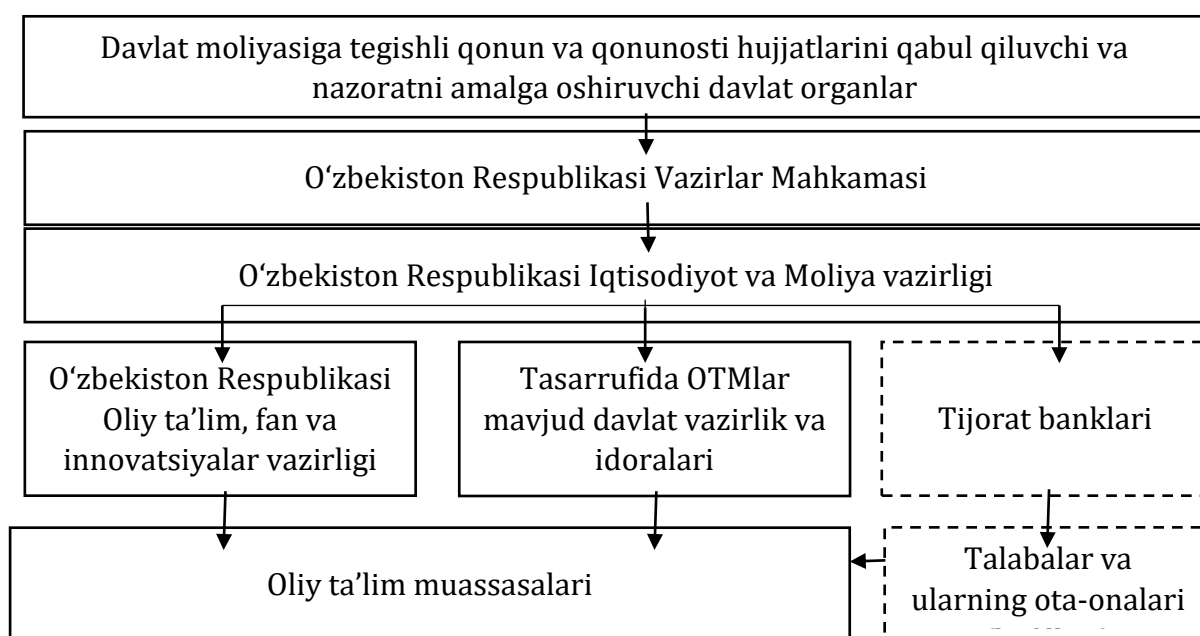 Davlat moliyasiga tegishli qonun va qonunosti hujjatlarini qabul qiluvchi va
nazoratni amalga oshiruvchi davlat organlar
O‘zbekiston Respublikasi Vazirlar Mahkamasi
O‘zbekiston Respublikasi Iqtisodiyot va Moliya vazirligi
O‘zbekiston Respublikasi
Oliy ta’lim, fan va
innovatsiyalar vazirligi
Tasarrufida OTMlar
mavjud davlat vazirlik va
idoralari
Tijorat banklari
Oliy ta’lim muassasalari
Talabalar va
ularning ota-onalari